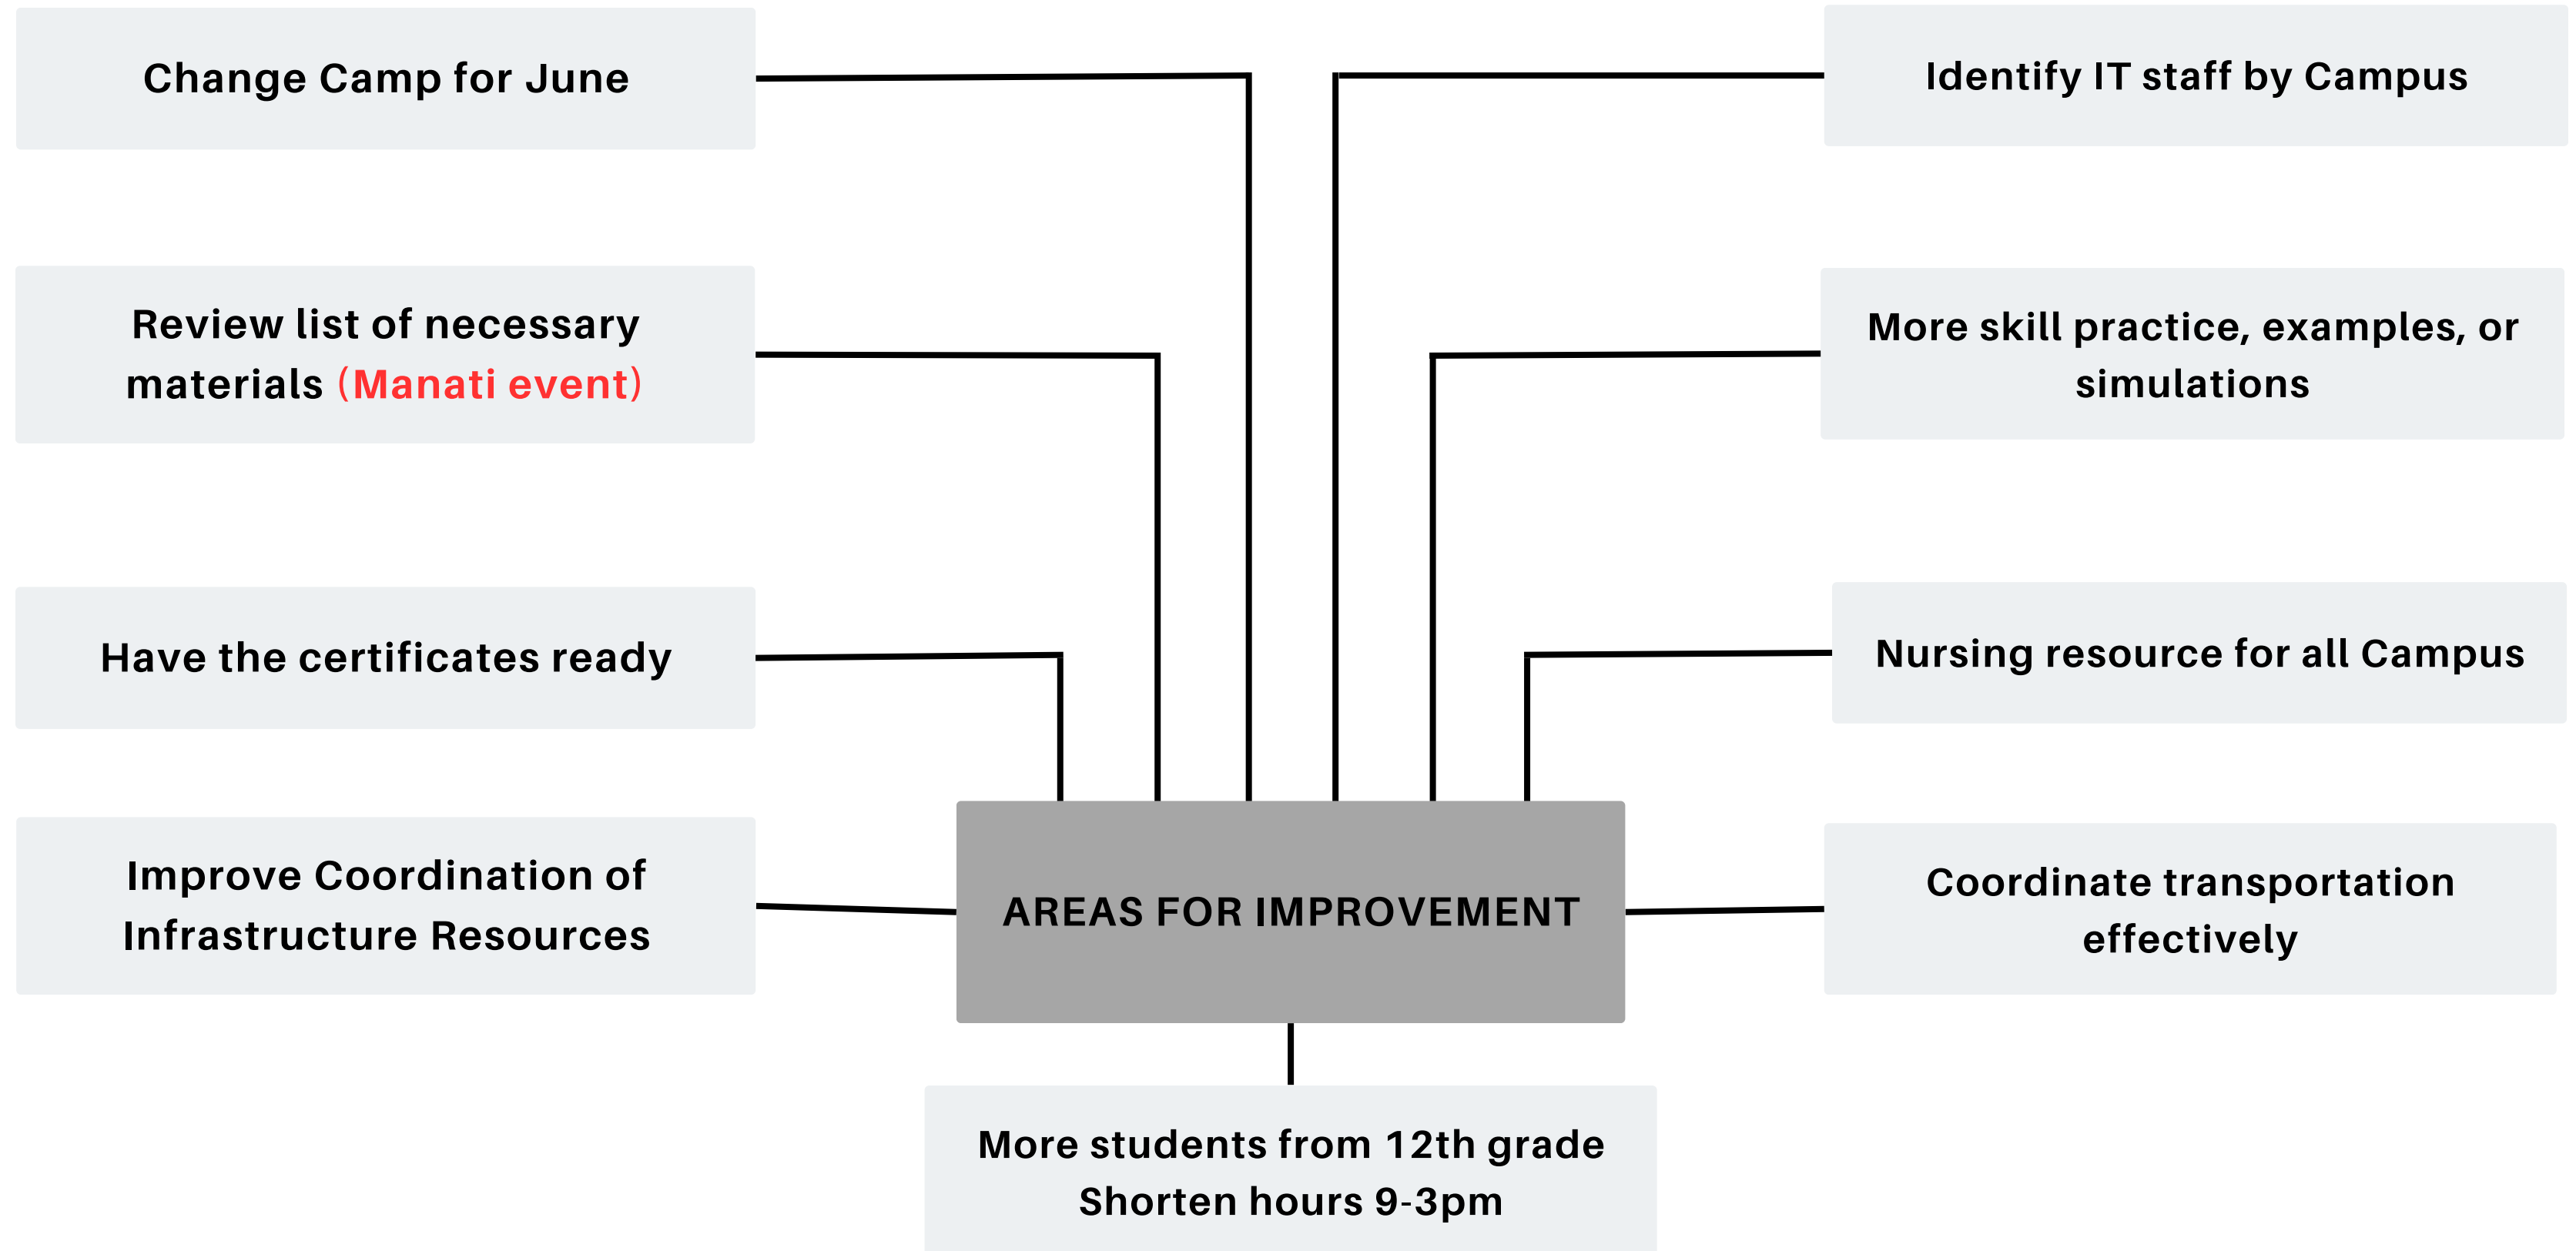 Change Camp for June
Identify IT staff by Campus
Review list of necessary
materials (Manati event)
More skill practice, examples, or
simulations
Have the certificates ready
Nursing resource for all Campus
Improve Coordination of
Infrastructure Resources
AREAS FOR IMPROVEMENT
Coordinate transportation
effectively
More students from 12th grade
Shorten hours 9-3pm